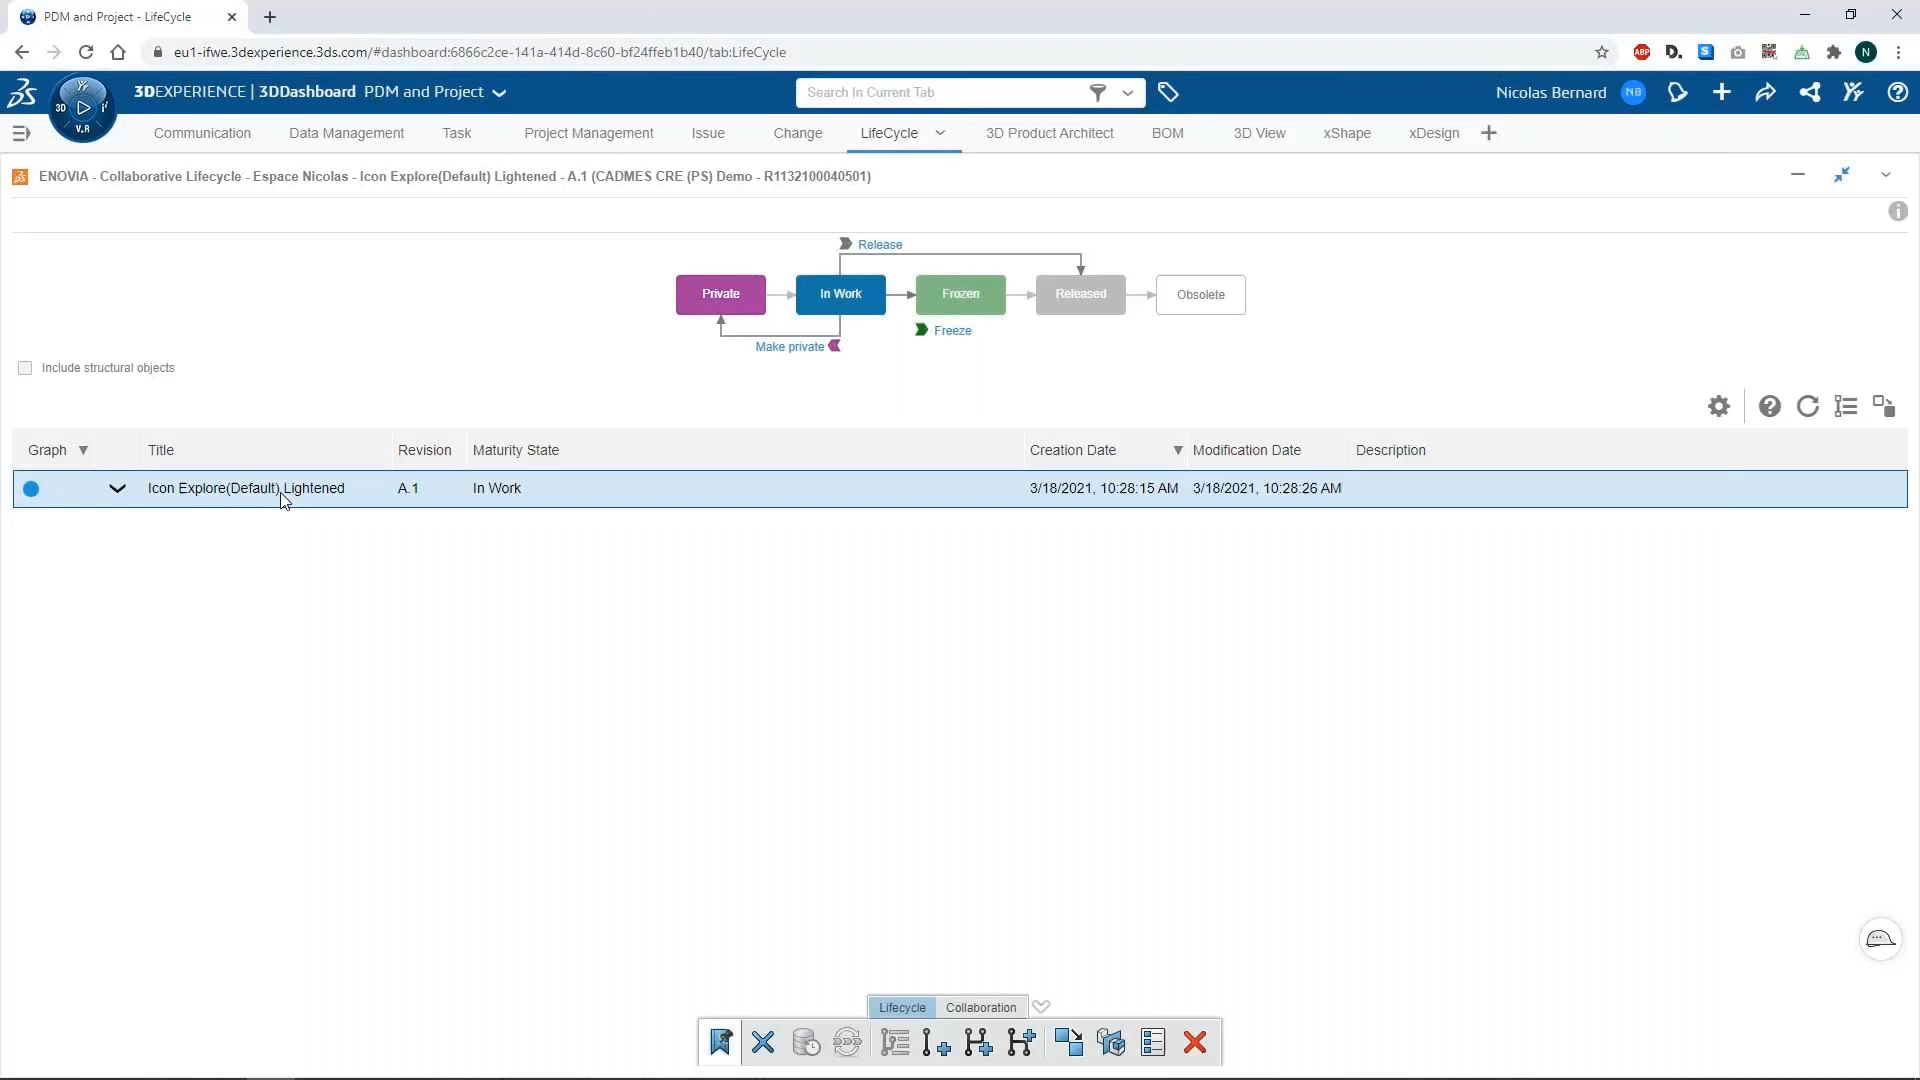 PDM and Project - LifeCycle
eu1-ifwe.3dexperience.3ds.com/#dashboard:6866c2ce-141a-414d-8c60-bf24ffeb1b40/tab:LifeCycle
ABP
D.
S
N
3D
V.R
3DEXPERIENCE | 3DDashboard PDM and Project
Search In Current Tab
Nicolas Bernard
NB
Communication
Data Management
Task
Project Management
Issue
Change
LifeCycle
3D Product Architect
BOM
3D View
xShape
xDesign
ENOVIA - Collaborative Lifecycle - Espace Nicolas - Icon Explore(Default) Lightened - A.1 (CADMES CRE (PS) Demo - R1132100040501)
Release
Private
In Work
Frozen
Released
Obsolete
Freeze
Make private
Include structural objects
Graph
Title
Revision
Maturity State
Creation Date
Modification Date
Description
Icon Explore(Default) Lightened
A.1
In Work
3/18/2021, 10:28:15 AM
3/18/2021, 10:28:26 AM
Lifecycle
Collaboration